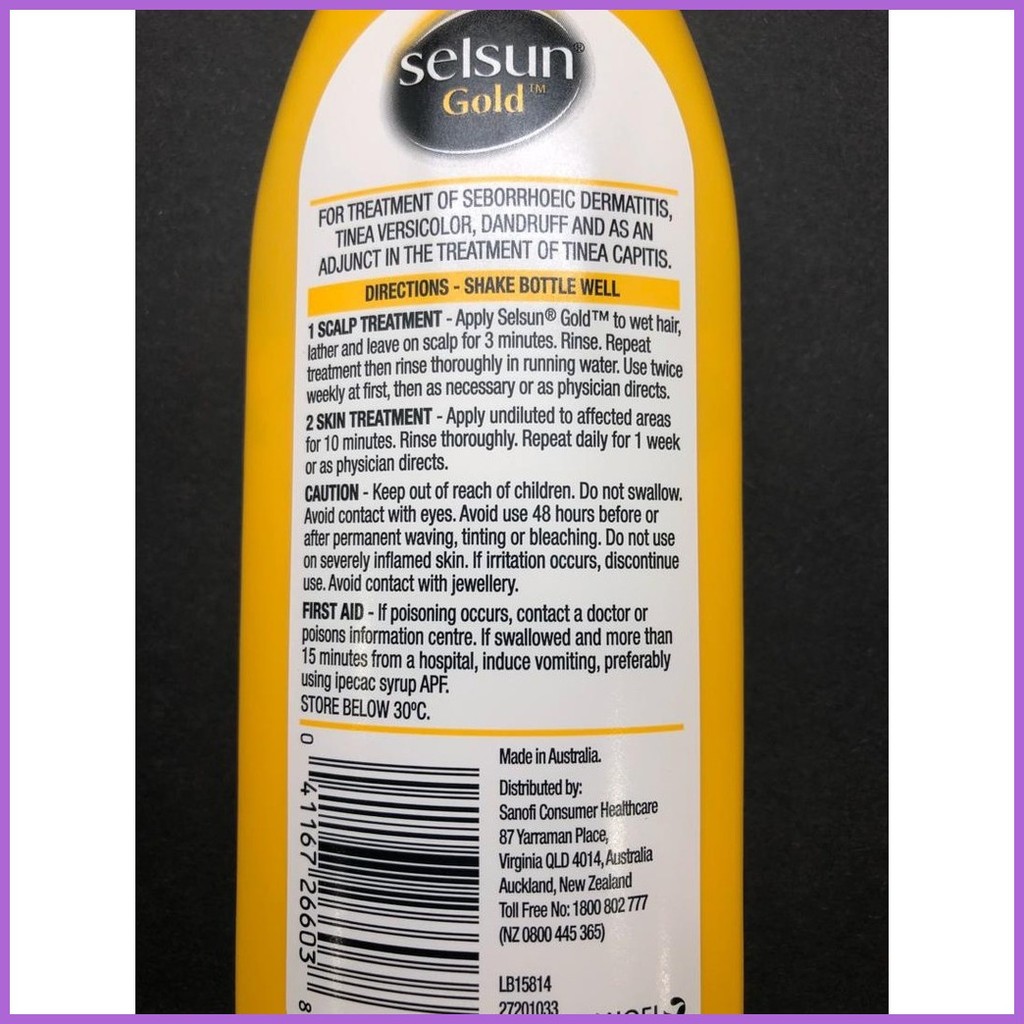 selsun®
Gold™
FOR TREATMENT OF SEBORRHOEIC DERMATITIS,
TINEA VERSICOLOR, DANDRUFF AND AS AN
ADJUNCT IN THE TREATMENT OF TINEA CAPITIS.
DIRECTIONS - SHAKE BOTTLE WELL
1 SCALP TREATMENT - Apply Selsun® Gold™ to wet hair,
lather and leave on scalp for 3 minutes. Rinse. Repeat
treatment then rinse thoroughly in running water. Use twice
weekly at first, then as necessary or as physician directs.
2 SKIN TREATMENT - Apply undiluted to affected areas
for 10 minutes. Rinse thoroughly. Repeat daily for 1 week
or as physician directs.
CAUTION - Keep out of reach of children. Do not swallow.
Avoid contact with eyes. Avoid use 48 hours before or
after permanent waving, tinting or bleaching. Do not use
on severely inflamed skin. If irritation occurs, discontinue
use. Avoid contact with jewellery.
FIRST AID - If poisoning occurs, contact a doctor or
poisons information centre. If swallowed and more than
15 minutes from a hospital, induce vomiting, preferably
using ipecac syrup APF.
STORE BELOW 30ºC.
0 41167 26603 8
Made in Australia.
Distributed by:
Sanofi Consumer Healthcare
87 Yarraman Place,
Virginia QLD 4014, Australia
Auckland, New Zealand
Toll Free No: 1800 802 777
(NZ 0800 445 365)
LB15814
27201033